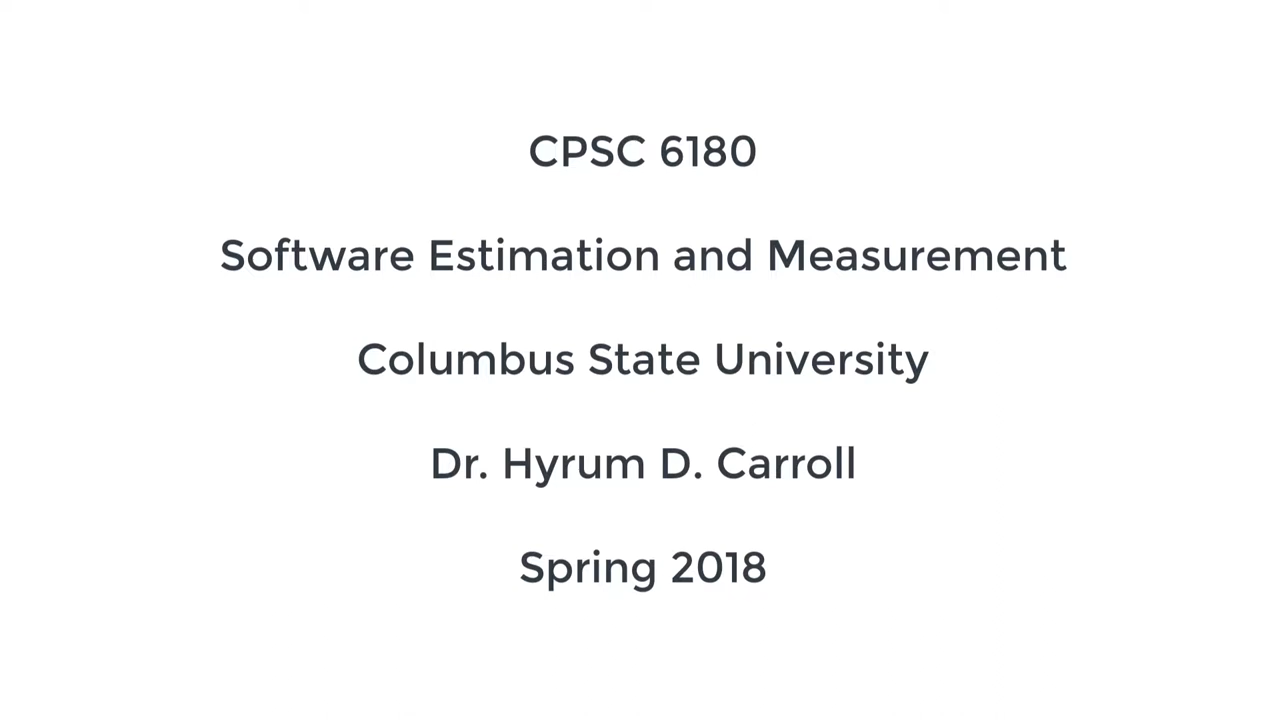 CPSC 6180
Software Estimation and Measurement
Columbus State University
Dr. Hyrum D. Carroll
Spring 2018